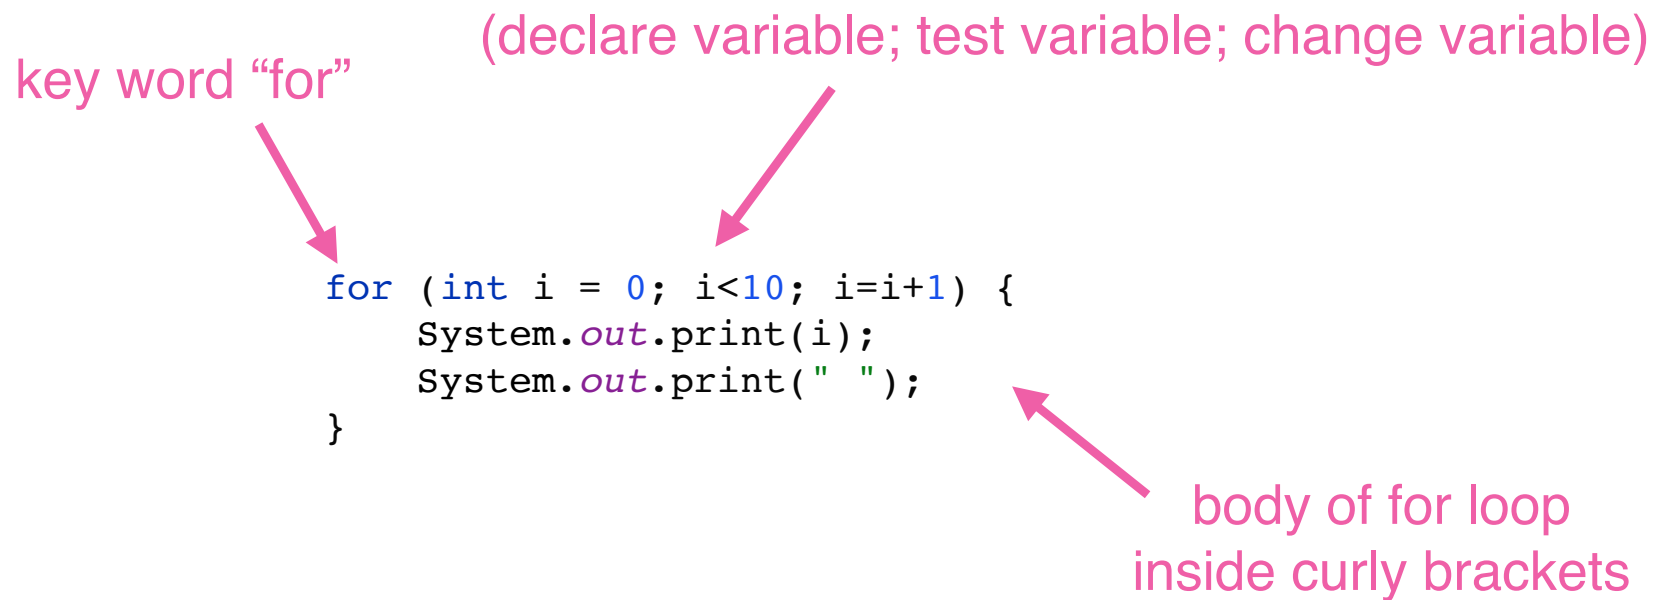 (declare variable; test variable; change variable)
key word “for”
for (int i = 0; i<10; i=i+1) {
    System.out.print(i);
    System.out.print(" ");
}
body of for loop
inside curly brackets